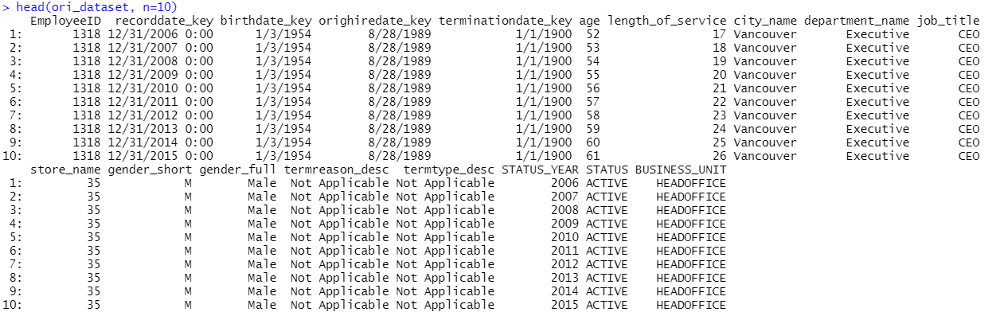 > head(ori_dataset, n=10)
EmployeeID recorddate_key birthdate_key orighiredate_key terminationdate_key age length_of_service city_name department_name job_title
1: 1318 12/31/2006 0:00 1/3/1954 8/28/1989 1/1/1900 52 17 Vancouver Executive CEO
2: 1318 12/31/2007 0:00 1/3/1954 8/28/1989 1/1/1900 53 18 Vancouver Executive CEO
3: 1318 12/31/2008 0:00 1/3/1954 8/28/1989 1/1/1900 54 19 Vancouver Executive CEO
4: 1318 12/31/2009 0:00 1/3/1954 8/28/1989 1/1/1900 55 20 Vancouver Executive CEO
5: 1318 12/31/2010 0:00 1/3/1954 8/28/1989 1/1/1900 56 21 Vancouver Executive CEO
6: 1318 12/31/2011 0:00 1/3/1954 8/28/1989 1/1/1900 57 22 Vancouver Executive CEO
7: 1318 12/31/2012 0:00 1/3/1954 8/28/1989 1/1/1900 58 23 Vancouver Executive CEO
8: 1318 12/31/2013 0:00 1/3/1954 8/28/1989 1/1/1900 59 24 Vancouver Executive CEO
9: 1318 12/31/2014 0:00 1/3/1954 8/28/1989 1/1/1900 60 25 Vancouver Executive CEO
10: 1318 12/31/2015 0:00 1/3/1954 8/28/1989 1/1/1900 61 26 Vancouver Executive CEO
store_name gender_short gender_full termreason_desc termtype_desc STATUS_YEAR STATUS BUSINESS_UNIT
1: 35 M Male Not Applicable Not Applicable 2006 ACTIVE HEADOFFICE
2: 35 M Male Not Applicable Not Applicable 2007 ACTIVE HEADOFFICE
3: 35 M Male Not Applicable Not Applicable 2008 ACTIVE HEADOFFICE
4: 35 M Male Not Applicable Not Applicable 2009 ACTIVE HEADOFFICE
5: 35 M Male Not Applicable Not Applicable 2010 ACTIVE HEADOFFICE
6: 35 M Male Not Applicable Not Applicable 2011 ACTIVE HEADOFFICE
7: 35 M Male Not Applicable Not Applicable 2012 ACTIVE HEADOFFICE
8: 35 M Male Not Applicable Not Applicable 2013 ACTIVE HEADOFFICE
9: 35 M Male Not Applicable Not Applicable 2014 ACTIVE HEADOFFICE
10: 35 M Male Not Applicable Not Applicable 2015 ACTIVE HEADOFFICE